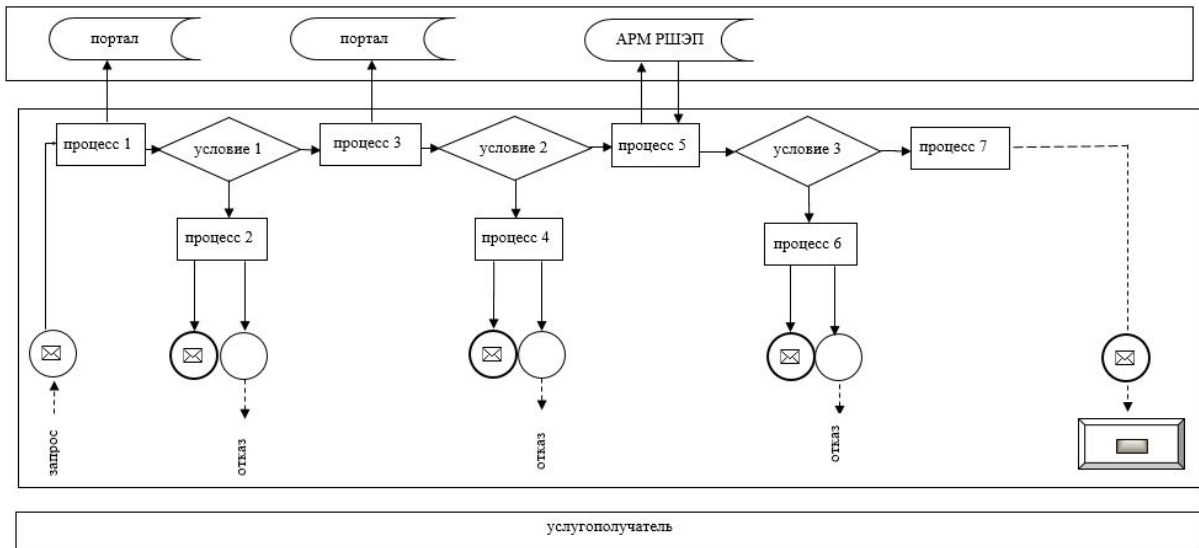 портал
портал
АРМ РШЭП
процесс 1
условие 1
процесс 3
условие 2
процесс 5
условие 3
процесс 7
процесс 2
процесс 4
процесс 6
запрос
отказ
отказ
отказ
услугополучатель